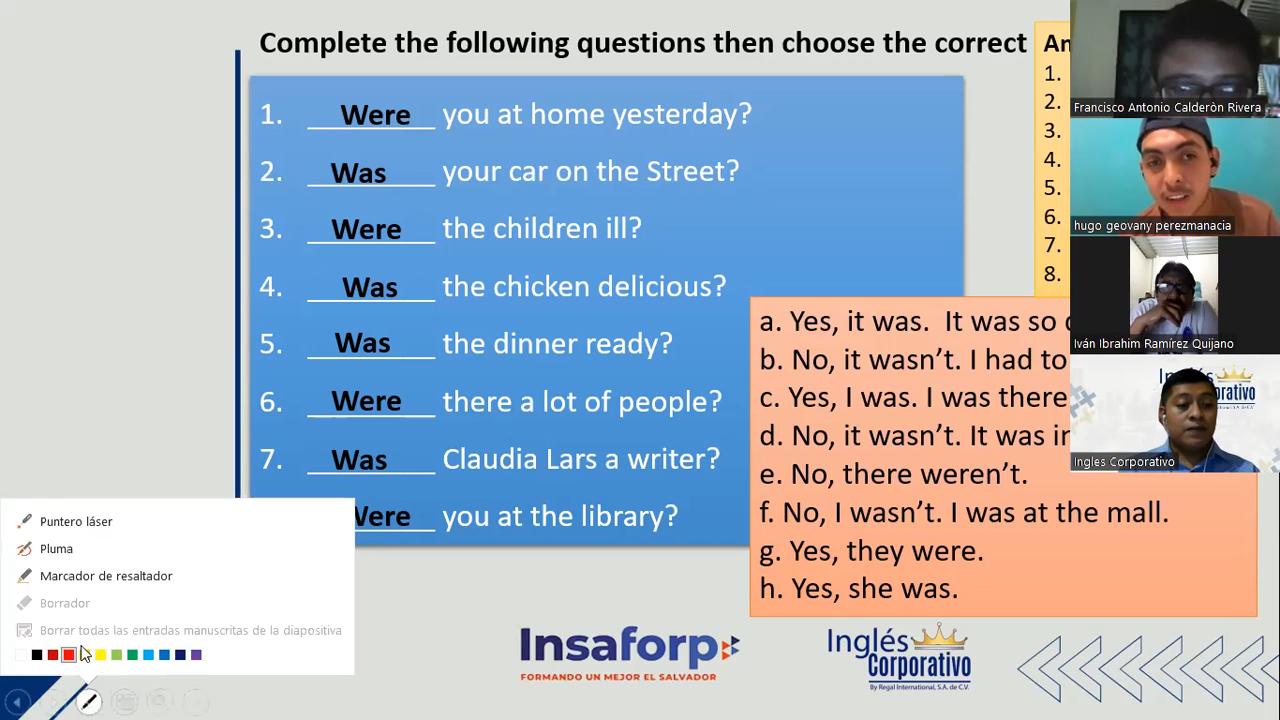 Complete the following questions then choose the correct
1. Were you at home yesterday?
2. Was your car on the Street?
3. Were the children ill?
4. Was the chicken delicious?
5. Was the dinner ready?
6. Were there a lot of people?
7. Was Claudia Lars a writer?
Were you at the library?
1.
2.
3.
4.
5.
6.
7.
8.
a. Yes, it was. It was so
b. No, it wasn’t. I had to
c. Yes, I was. I was there
d. No, it wasn’t. It was
e. No, there weren’t.
f. No, I wasn’t. I was at the mall.
g. Yes, they were.
h. Yes, she was.
Francisco Antonio Calderòn Rivera
hugo geovany perezmanacia
Iván Ibrahim Ramírez Quijano
Inglés
Corporativo
Ingles Corporativo
Puntero láser
Pluma
Marcador de resaltador
Borrador
Borrar todas las entradas manuscritas de la diapositiva
Insaforp
FORMANDO UN MEJOR EL SALVADOR
Inglés
Corporativo
By Regal International, S.A. de C.V.